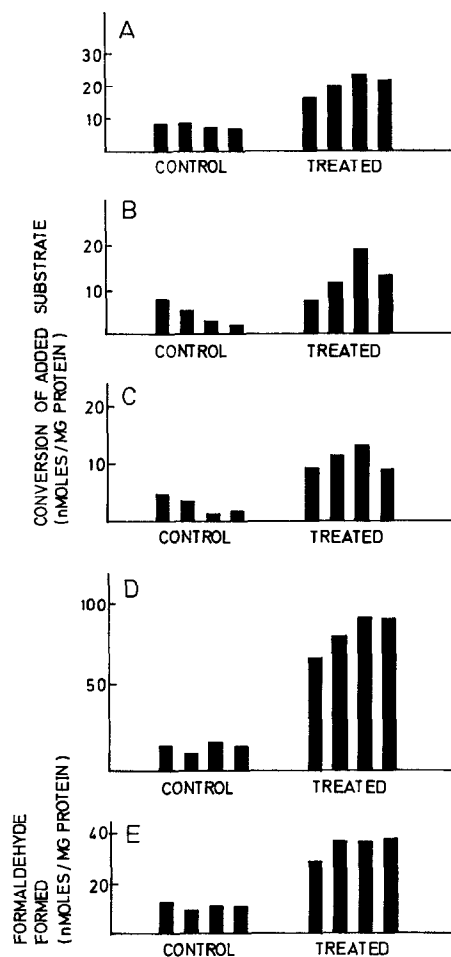 A
30
20
10
CONTROL TREATED
B
20
10
CONTROL TREATED
C
20
10
CONTROL TREATED
D
100
50
CONTROL TREATED
E
40
20
CONTROL TREATED
CONVERSION OF ADDED SUBSTRATE
(nMOLES/MG PROTEIN)
FORMALDEHYDE
FORMED
(nMOLES/MG PROTEIN)